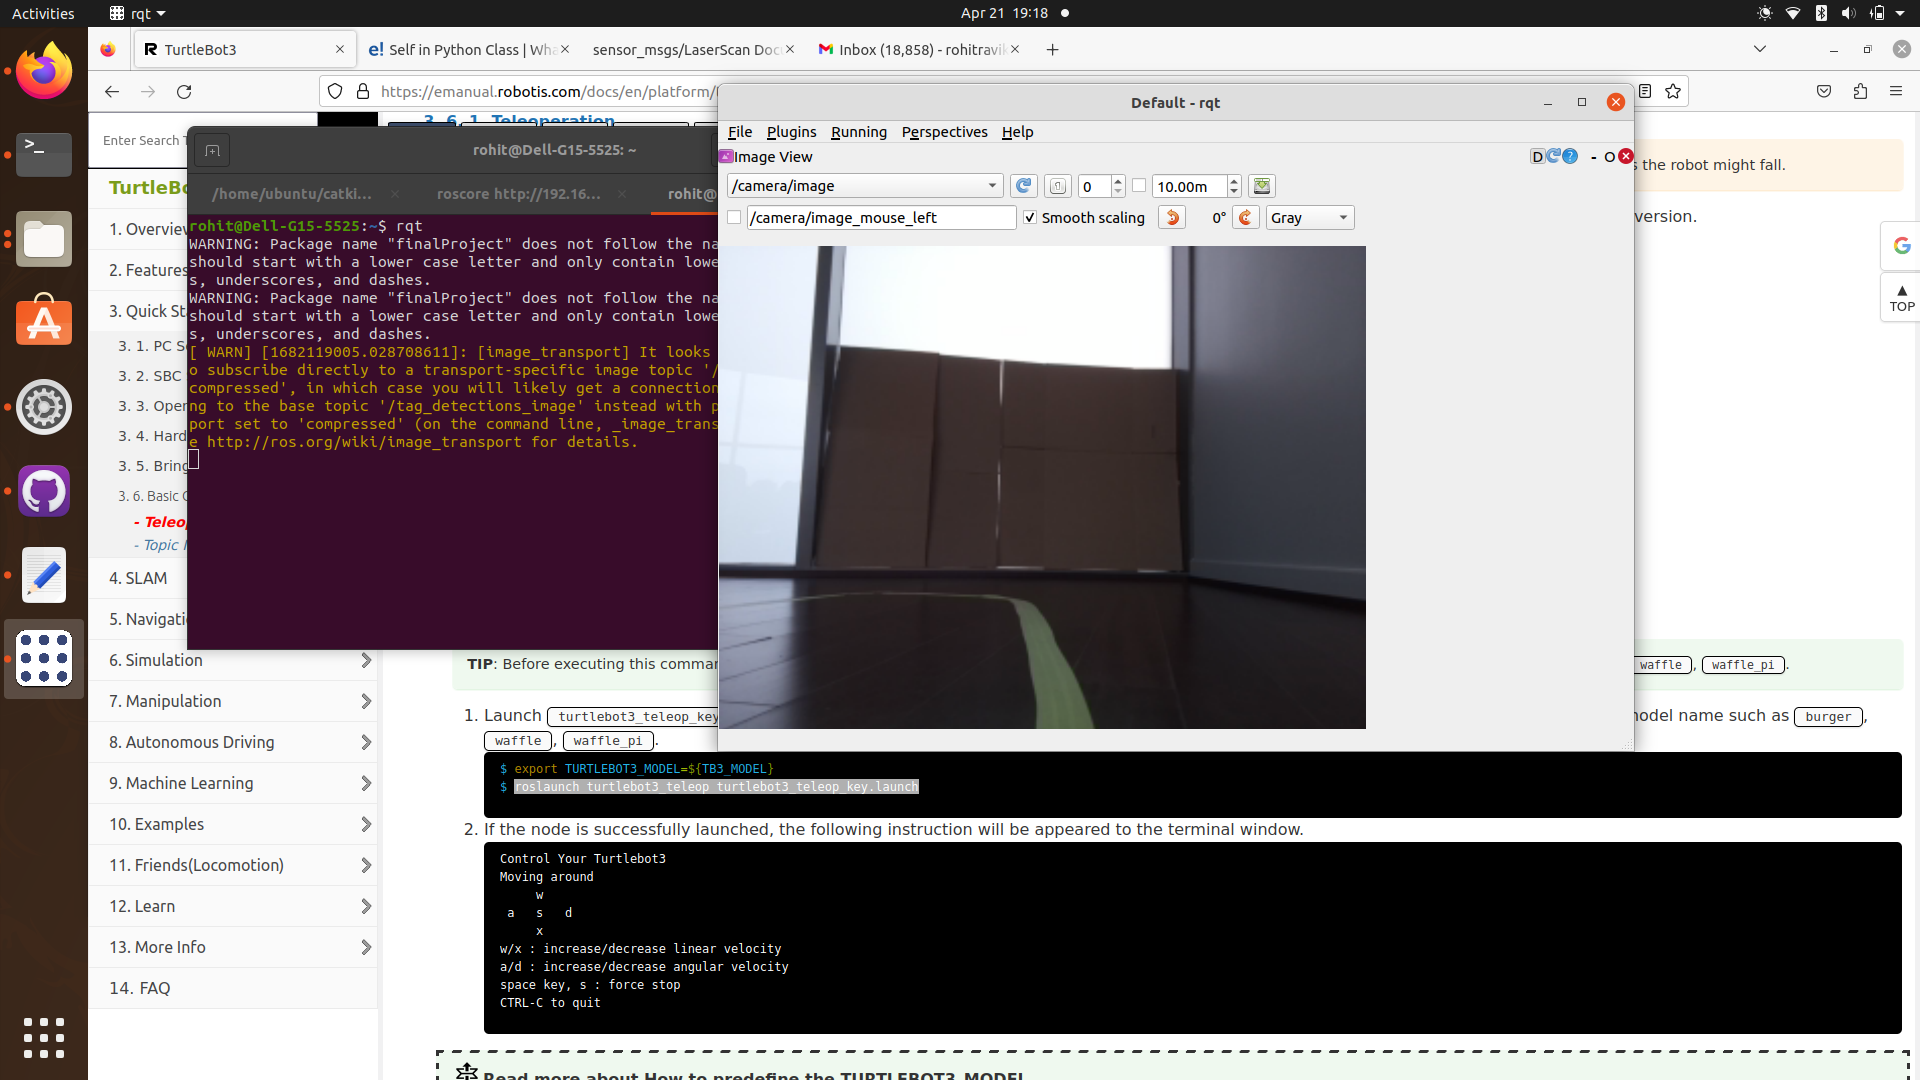 Activities
rqt
Apr 21 19:18
TurtleBot3
Self in Python Class | Wha
sensor_msgs/LaserScan Doc
Inbox (18,858) - rohitravik
https://emanual.robotis.com/docs/en/platform/
3. 6. 1. Teleoperation
Enter Search
TurtleBo
1. Overview
2. Features
3. Quick St
3. 1. PC S
3. 2. SBC
3. 3. Open
3. 4. Hard
3. 5. Bring
3. 6. Basic
- Teleop
- Topic
4. SLAM
5. Navigati
6. Simulation
7. Manipulation
8. Autonomous Driving
9. Machine Learning
10. Examples
11. Friends(Locomotion)
12. Learn
13. More Info
14. FAQ
rohit@Dell-G15-5525: ~
/home/ubuntu/catki...
roscore http://192.16...
rohit@
rohit@Dell-G15-5525:~$ rqt
WARNING: Package name "finalProject" does not follow the na
should start with a lower case letter and only contain lowe
s, underscores, and dashes.
WARNING: Package name "finalProject" does not follow the na
should start with a lower case letter and only contain lowe
s, underscores, and dashes.
[ WARN] [1682119005.028708611]: [image_transport] It looks
o subscribe directly to a transport-specific image topic '/
compressed', in which case you will likely get a connection
ng to the base topic '/tag_detections_image' instead with p
port set to 'compressed' (on the command line, _image_trans
e http://ros.org/wiki/image_transport for details.
Default - rqt
File Plugins Running Perspectives Help
Image View
D
- O
/camera/image
0
10.00m
/camera/image_mouse_left
Smooth scaling
0°
Gray
s the robot might fall.
version.
TOP
TIP: Before executing this comman
waffle, waffle_pi.
1. Launch turtlebot3_teleop_key
model name such as burger,
waffle, waffle_pi.
$ export TURTLEBOT3_MODEL=${TB3_MODEL}
$ roslaunch turtlebot3_teleop turtlebot3_teleop_key.launch
2. If the node is successfully launched, the following instruction will be appeared to the terminal window.
Control Your Turtlebot3
Moving around
w
a s d
x
w/x : increase/decrease linear velocity
a/d : increase/decrease angular velocity
space key, s : force stop
CTRL-C to quit
Read more about How to predefine the TURTLEBOT3_MODEL